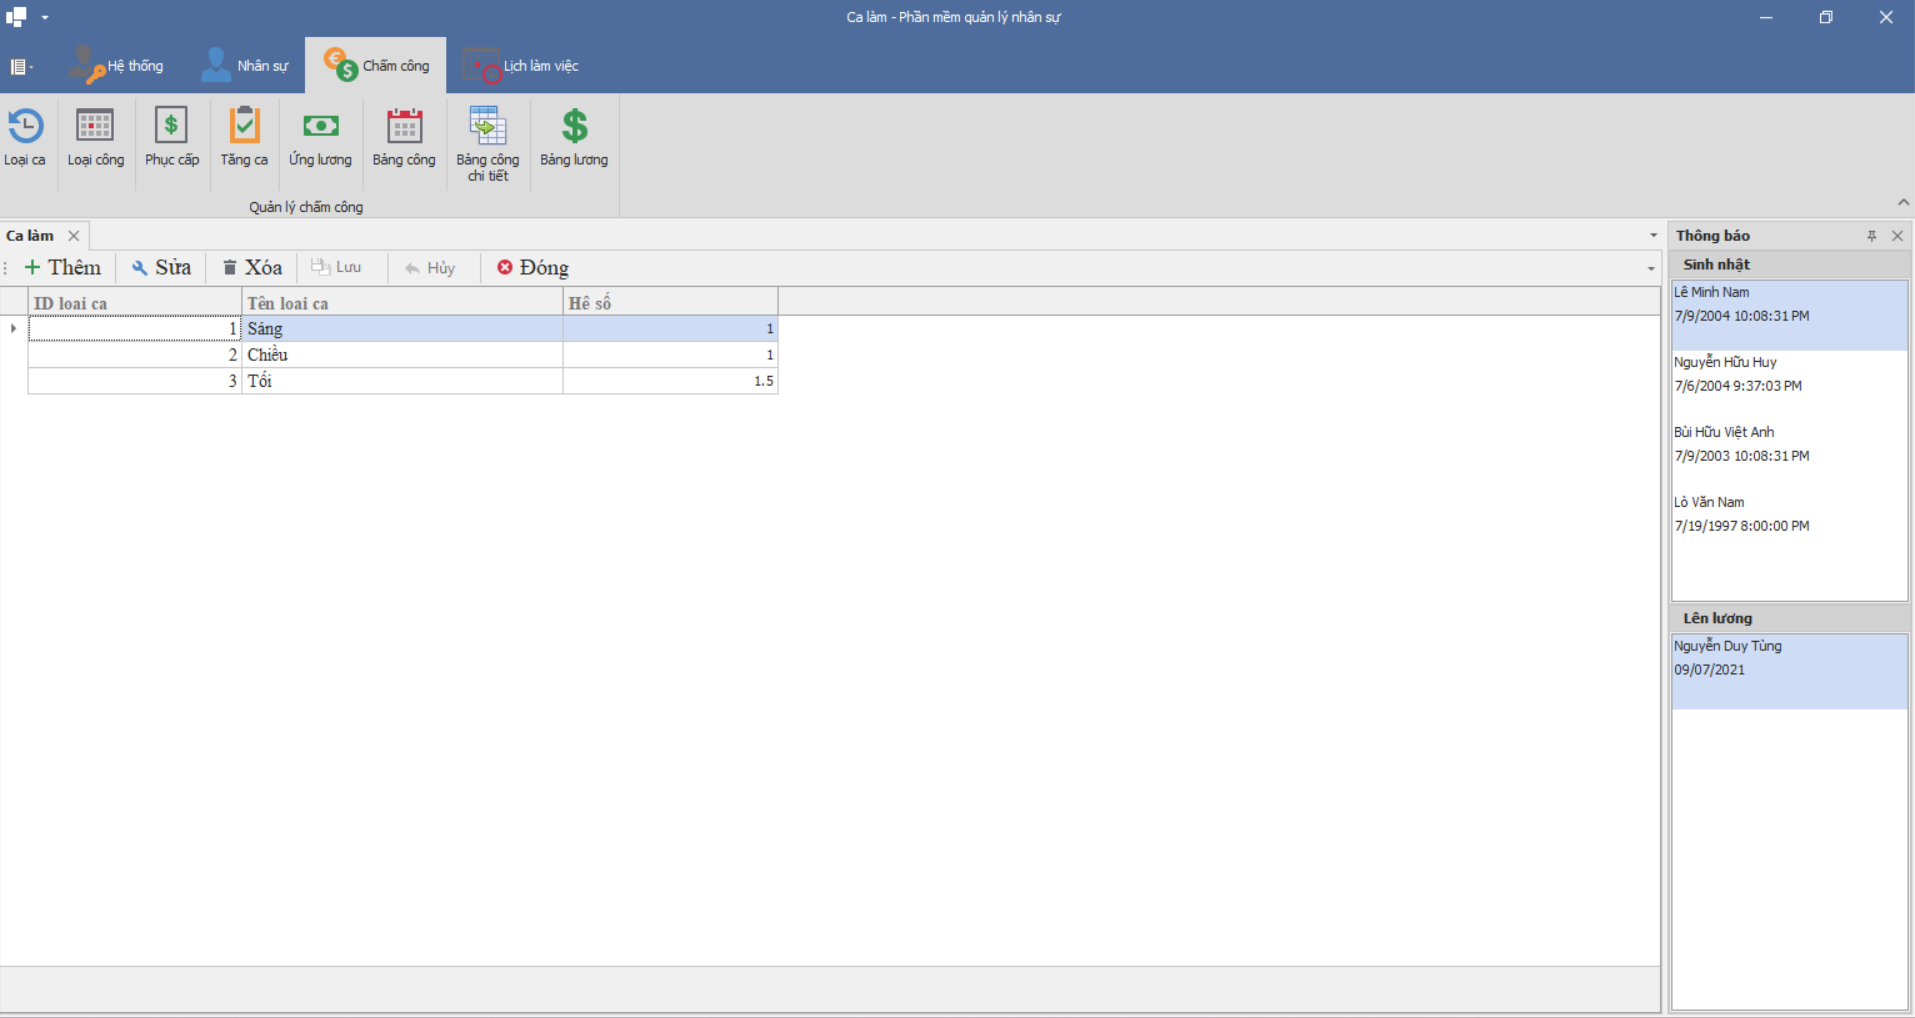 Ca làm - Phần mềm quản lý nhân sự
Hệ thống
Nhân sự
Chấm công
Lịch làm việc
Loại ca
Loại công
Phục cấp
Tăng ca
Ứng lương
Bảng công
Bảng công
chi tiết
Bảng lương
Quản lý chấm công
Ca làm
Thêm
Sửa
Xóa
Lưu
Hủy
Đóng
ID loai ca Tên loai ca Hê số
1 Sáng 1
2 Chiều 1
3 Tối 1.5
Thông báo
Sinh nhật
Lê Minh Nam
7/9/2004 10:08:31 PM
Nguyễn Hữu Huy
7/6/2004 9:37:03 PM
Bùi Hữu Việt Anh
7/9/2003 10:08:31 PM
Lò Văn Nam
7/19/1997 8:00:00 PM
Lên lương
Nguyễn Duy Tùng
09/07/2021